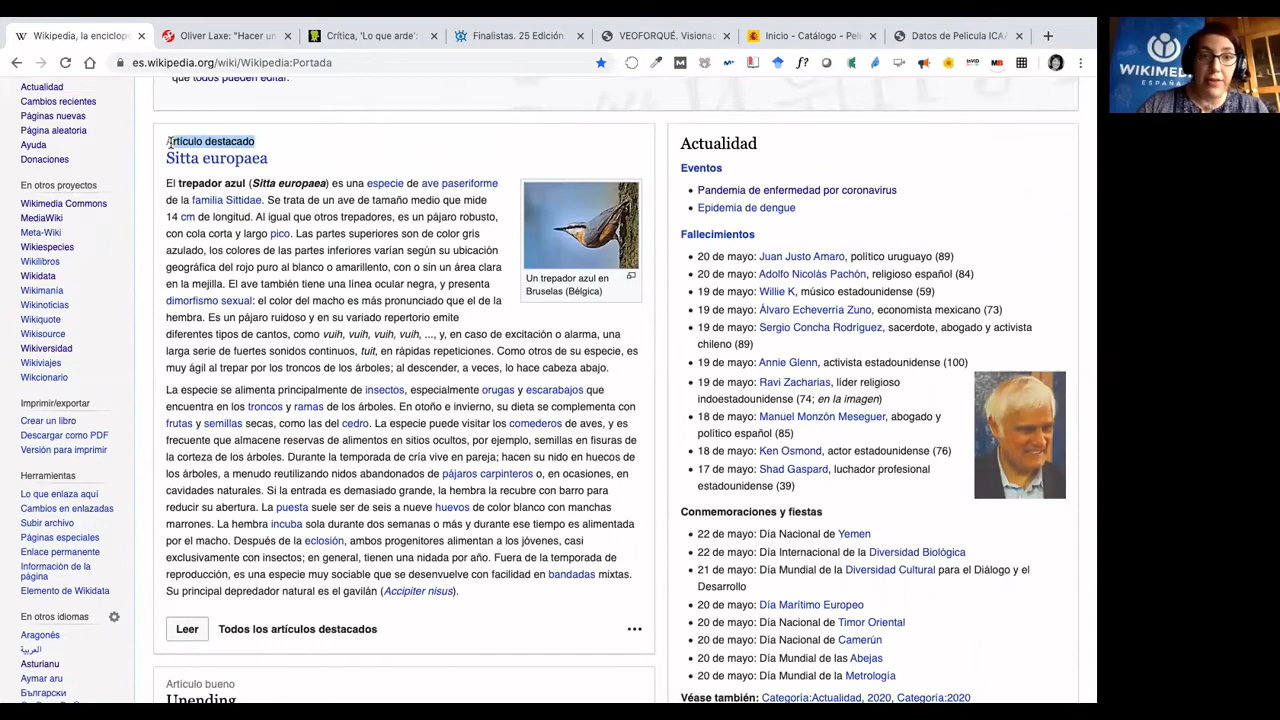 Wikipedia, la enciclope
Oliver Laxe: "Hacer un
Crítica, 'Lo que arde':
Finalistas. 25 Edición.
VEOFORQUÉ. Visionac
Inicio - Catálogo - Pel
Datos de Pelicula ICA
es.wikipedia.org/wiki/Wikipedia:Portada
Actualidad
Cambios recientes
Páginas nuevas
Página aleatoria
Ayuda
Donaciones
En otros proyectos
Wikimedia Commons
MediaWiki
Meta-Wiki
Wikiespecies
Wikilibros
Wikidata
Wikimanía
Wikinoticias
Wikiquote
Wikisource
Wikiversidad
Wikiviajes
Wikcionario
Imprimir/exportar
Crear un libro
Descargar como PDF
Versión para imprimir
Herramientas
Lo que enlaza aquí
Cambios en enlazadas
Subir archivo
Páginas especiales
Enlace permanente
Información de la
página
Elemento de Wikidata
En otros idiomas
Aragonés
العربية
Asturianu
Aymar aru
Български
que todos pueden editar.
Artículo destacado
Sitta europaea
El trepador azul (Sitta europaea) es una especie de ave paseriforme
de la familia Sittidae. Se trata de un ave de tamaño medio que mide
14 cm de longitud. Al igual que otros trepadores, es un pájaro robusto,
con cola corta y largo pico. Las partes superiores son de color gris
azulado, los colores de las partes inferiores varían según su ubicación
geográfica del rojo puro al blanco o amarillento, con o sin un área clara
en la mejilla. El ave también tiene una línea ocular negra, y presenta
dimorfismo sexual: el color del macho es más pronunciado que el de la
hembra. Es un pájaro ruidoso y en su variado repertorio emite
diferentes tipos de cantos, como vuih, vuih, vuih, vuih, ..., y, en caso de excitación o alarma, una
larga serie de fuertes sonidos continuos, tuit, en rápidas repeticiones. Como otros de su especie, es
muy ágil al trepar por los troncos de los árboles; al descender, a veces, lo hace cabeza abajo.
Un trepador azul en
Bruselas (Bélgica)
La especie se alimenta principalmente de insectos, especialmente orugas y escarabajos que
encuentra en los troncos y ramas de los árboles. En otoño e invierno, su dieta se complementa con
frutas y semillas secas, como las del cedro. La especie puede visitar los comederos de aves, y es
frecuente que almacene reservas de alimentos en sitios ocultos, por ejemplo, semillas en fisuras de
la corteza de los árboles. Durante la temporada de cría vive en pareja; hacen su nido en huecos de
los árboles, a menudo reutilizando nidos abandonados de pájaros carpinteros o, en ocasiones, en
cavidades naturales. Si la entrada es demasiado grande, la hembra la recubre con barro para
reducir su abertura. La puesta suele ser de seis a nueve huevos de color blanco con manchas
marrones. La hembra incuba sola durante dos semanas o más y durante ese tiempo es alimentada
por el macho. Después de la eclosión, ambos progenitores alimentan a los jóvenes, casi
exclusivamente con insectos; en general, tienen una nidada por año. Fuera de la temporada de
reproducción, es una especie muy sociable que se desenvuelve con facilidad en bandadas mixtas.
Su principal depredador natural es el gavilán (Accipiter nisus).
Leer
Todos los artículos destacados
Artículo bueno
Unending
Actualidad
Eventos
Pandemia de enfermedad por coronavirus
Epidemia de dengue
Fallecimientos
20 de mayo: Juan Justo Amaro, político uruguayo (89)
20 de mayo: Adolfo Nicolás Pachón, religioso español (84)
19 de mayo: Willie K, músico estadounidense (59)
19 de mayo: Álvaro Echeverría Zuno, economista mexicano (73)
19 de mayo: Sergio Concha Rodríguez, sacerdote, abogado y activista
chileno (89)
19 de mayo: Annie Glenn, activista estadounidense (100)
19 de mayo: Ravi Zacharias, líder religioso
indoestadounidense (74; en la imagen)
18 de mayo: Manuel Monzón Meseguer, abogado y
político español (85)
18 de mayo: Ken Osmond, actor estadounidense (76)
17 de mayo: Shad Gaspard, luchador profesional
estadounidense (39)
Conmemoraciones y fiestas
22 de mayo: Día Nacional de Yemen
22 de mayo: Día Internacional de la Diversidad Biológica
21 de mayo: Día Mundial de la Diversidad Cultural para el Diálogo y el
Desarrollo
20 de mayo: Día Marítimo Europeo
20 de mayo: Día Nacional de Timor Oriental
20 de mayo: Día Nacional de Camerún
20 de mayo: Día Mundial de las Abejas
20 de mayo: Día Mundial de la Metrología
Véase también: Categoría:Actualidad, 2020, Categoría:2020
WIKIMEDIA
ESPAÑA